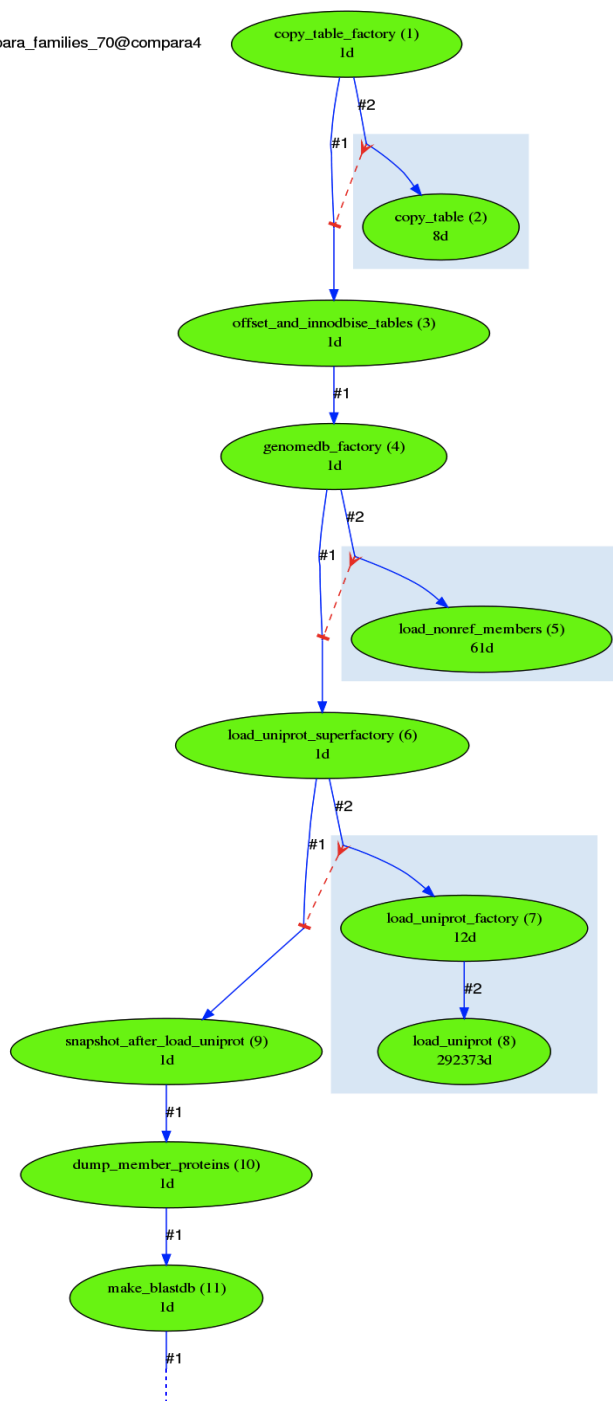 para_families_70@compara4
copy_table_factory (1)
1d
#2
#1
copy_table (2)
8d
offset_and_innodbise_tables (3)
1d
#1
genomedb_factory (4)
1d
#2
#1
load_nonref_members (5)
61d
load_uniprot_superfactory (6)
1d
#2
#1
load_uniprot_factory (7)
12d
#2
snapshot_after_load_uniprot (9)
1d
load_uniprot (8)
292373d
#1
dump_member_proteins (10)
1d
#1
make_blastdb (11)
1d
#1